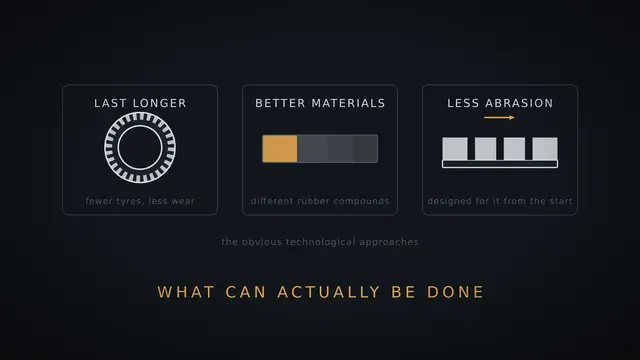 LAST LONGER
fewer tyres, less wear
BETTER MATERIALS
different rubber compounds
LESS ABRASION
designed for it from the start
the obvious technological approaches
WHAT CAN ACTUALLY BE DONE